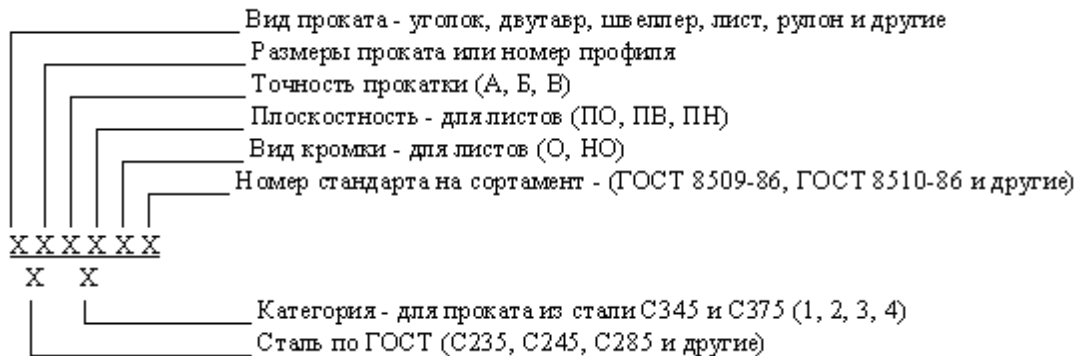 Вид проката - уголок, двутавр, швеллер, лист, рулон и другие
Размеры проката или номер профиля
Точность прокатки (А, Б, В)
Плоскостность - для листов (ПО, ПВ, ПН)
Вид кромки - для листов (О, НО)
Номер стандарта на сортамент - (ГОСТ 8509-86, ГОСТ 8510-86 и другие)
Х Х Х Х Х Х
Х Х
Категория - для проката из стали С345 и С375 (1, 2, 3, 4)
Сталь по ГОСТ (С235, С245, С285 и другие)